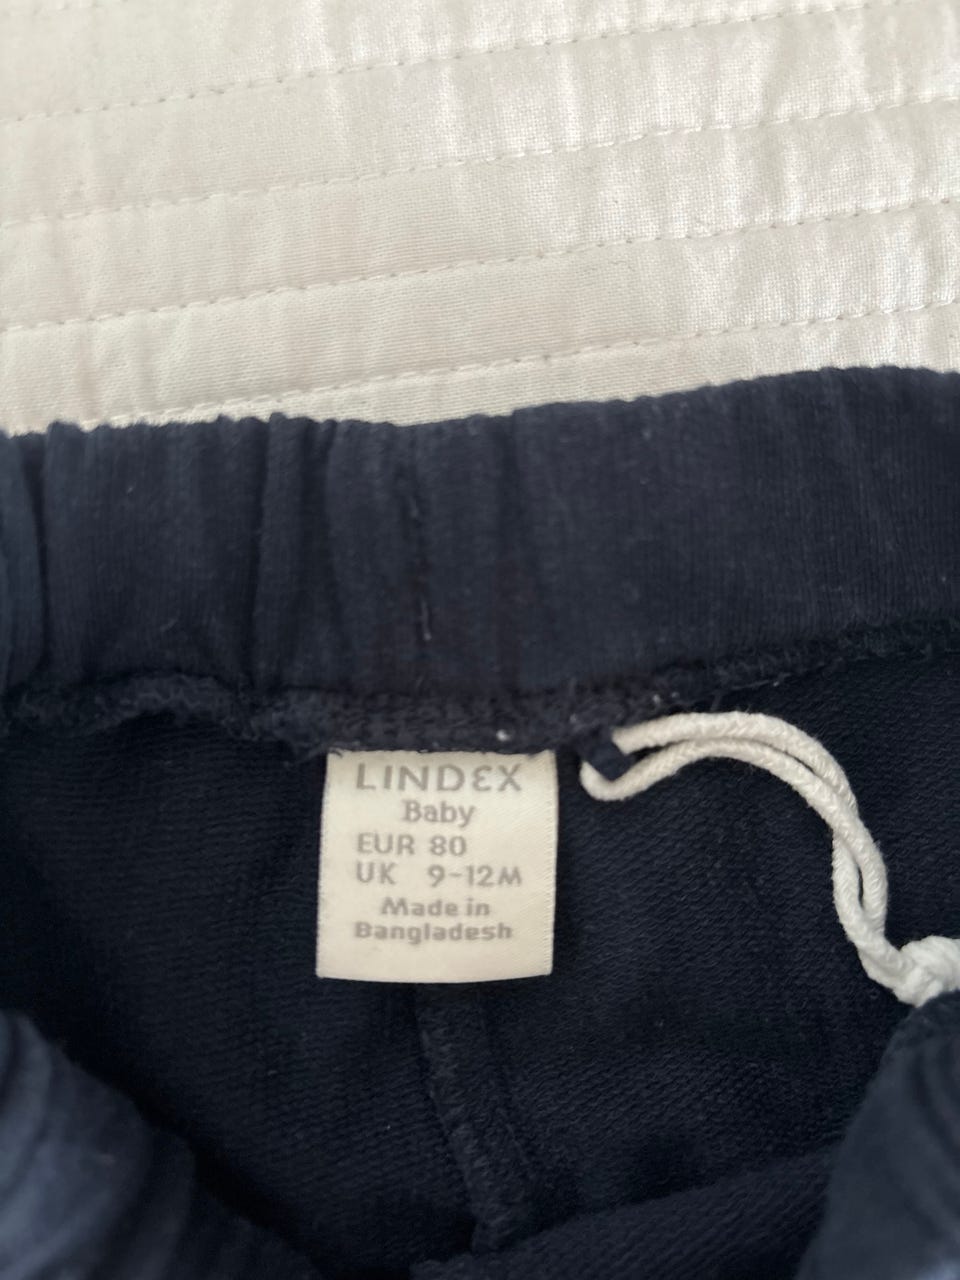 LINDEX
Baby
EUR 80
UK 9-12M
Made in
Bangladesh